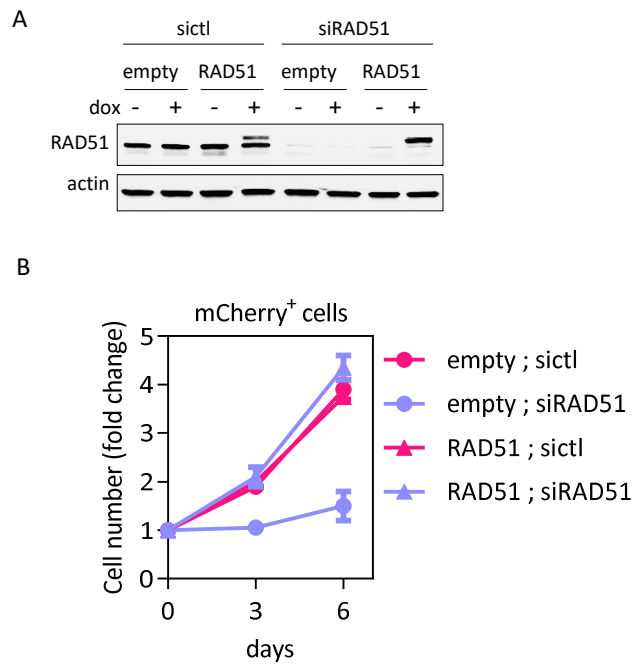 A
sictl siRAD51
empty RAD51 empty RAD51
dox - + - + - + - +
RAD51
actin
B
mCherry+ cells
Cell number (fold change)
5
4
3
2
1
0
0 3 6
days
empty ; sictl
empty ; siRAD51
RAD51 ; sictl
RAD51 ; siRAD51